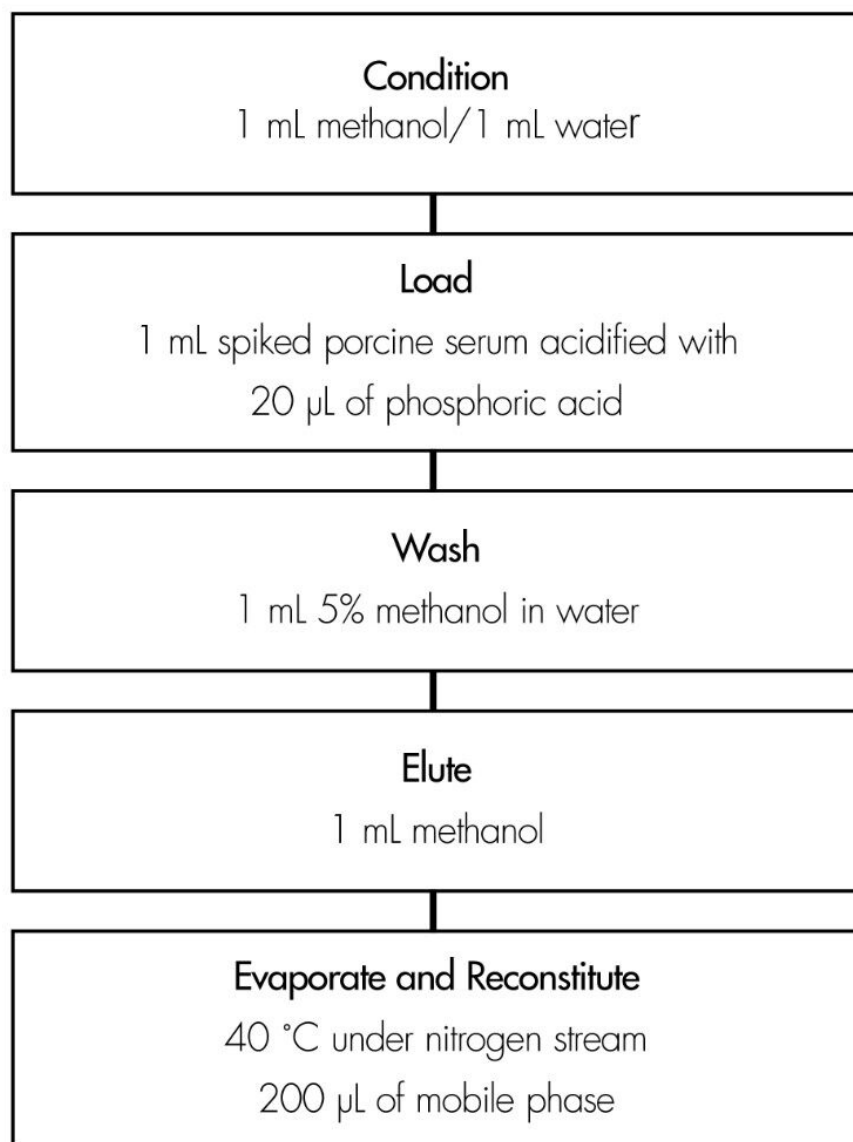 Condition
1 mL methanol/1 mL water
Load
1 mL spiked porcine serum acidified with
20 µL of phosphoric acid
Wash
1 mL 5% methanol in water
Elute
1 mL methanol
Evaporate and Reconstitute
40 °C under nitrogen stream
200 µL of mobile phase